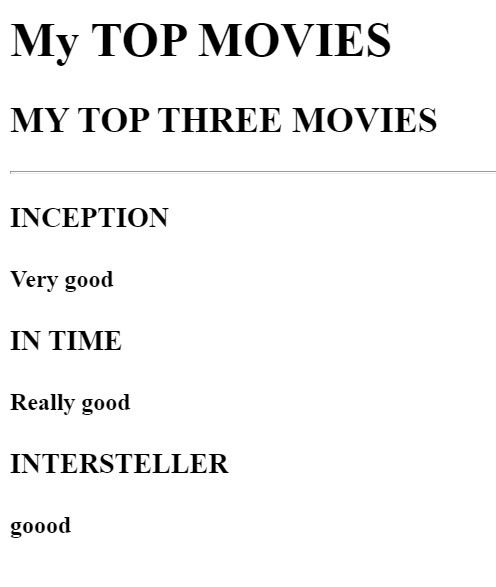 My TOP MOVIES
MY TOP THREE MOVIES
INCEPTION
Very good
IN TIME
Really good
INTERSTELLER
goood